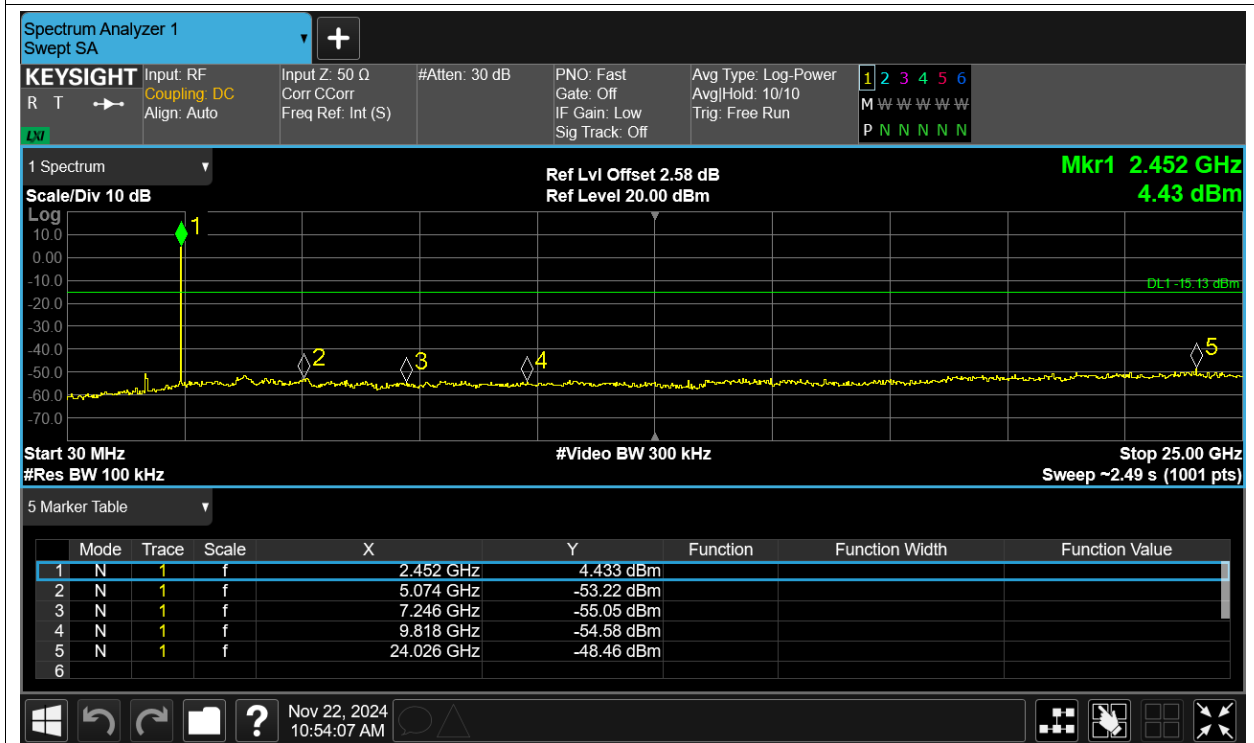 Spectrum Analyzer 1
Swept SA
+
KEYSIGHT Input: RF Input Z: 50 Ω #Atten: 30 dB PNO: Fast Avg Type: Log-Power 1 2 3 4 5 6
R T Coupling: DC Corr CCorr Gate: Off Avg|Hold: 10/10 M W W W W W
Align: Auto Freq Ref: Int (S) IF Gain: Low Trig: Free Run
LXI Sig Track: Off P N N N N N
1 Spectrum Ref Lvl Offset 2.58 dB Mkr1 2.452 GHz
Scale/Div 10 dB Ref Level 20.00 dBm 4.43 dBm
Log
1
10.0
0.00
-10.0
DL1 -15.13 dBm
-20.0
-30.0
-40.0
2 3 4 5
-50.0
-60.0
-70.0
Start 30 MHz #Video BW 300 kHz Stop 25.00 GHz
#Res BW 100 kHz Sweep ~2.49 s (1001 pts)
5 Marker Table
Mode Trace Scale X Y Function Function Width Function Value
1 N 1 f 2.452 GHz 4.433 dBm
2 N 1 f 5.074 GHz -53.22 dBm
3 N 1 f 7.246 GHz -55.05 dBm
4 N 1 f 9.818 GHz -54.58 dBm
5 N 1 f 24.026 GHz -48.46 dBm
6
? Nov 22, 2024
10:54:07 AM